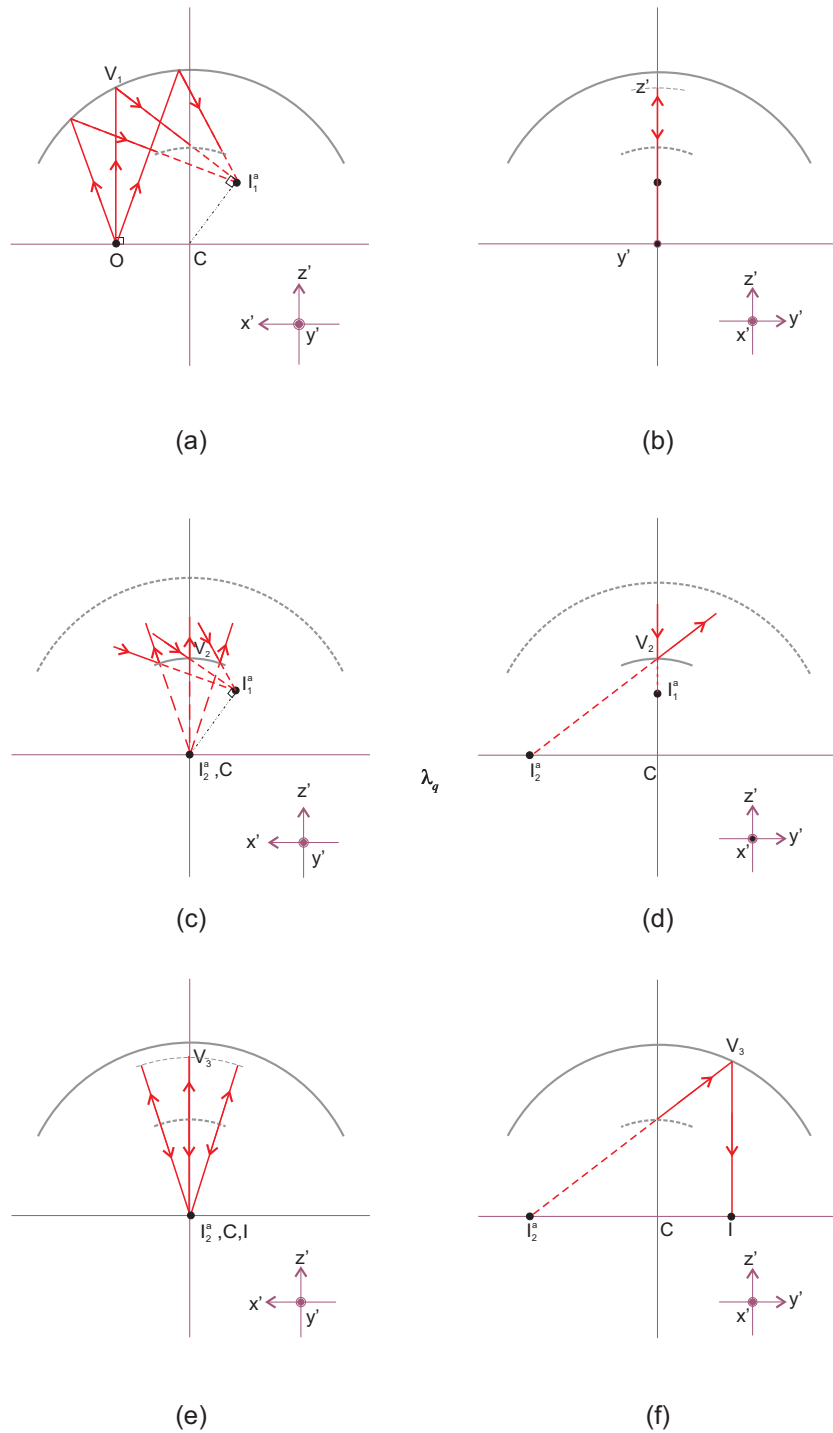 V₁
I₁ᵃ
O
C
z'
x'
y'
(a)
z'
y'
z'
y'
x'
(b)
V₂
I₁ᵃ
I₂ᵃ ,C
z'
x'
y'
(c)
λq
V₂
I₁ᵃ
I₂ᵃ
C
z'
y'
x'
(d)
V₃
I₂ᵃ ,C,I
z'
x'
y'
(e)
V₃
I₂ᵃ
C
I
z'
y'
x'
(f)